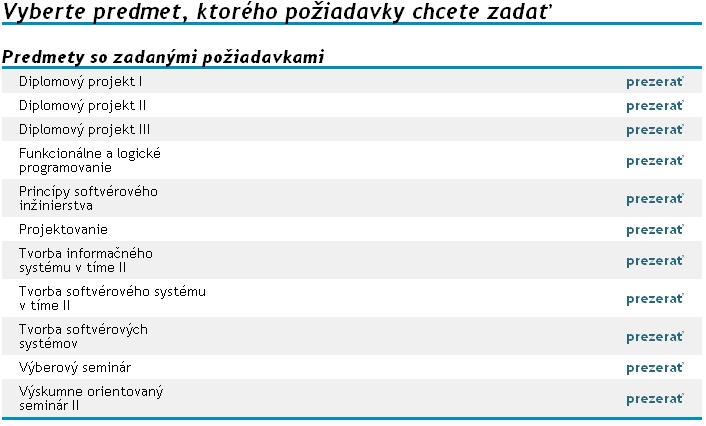 Vyberte predmet, ktorého požiadavky chcete zadať
Predmety so zadanými požiadavkami
Diplomový projekt I prezerať
Diplomový projekt II prezerať
Diplomový projekt III prezerať
Funkcionálne a logické
programovanie prezerať
Princípy softvérového
inžinierstva prezerať
Projektovanie prezerať
Tvorba informačného
systému v tíme II prezerať
Tvorba softvérového systému
v tíme II prezerať
Tvorba softvérových
systémov prezerať
Výberový seminár prezerať
Výskumne orientovaný
seminár II prezerať